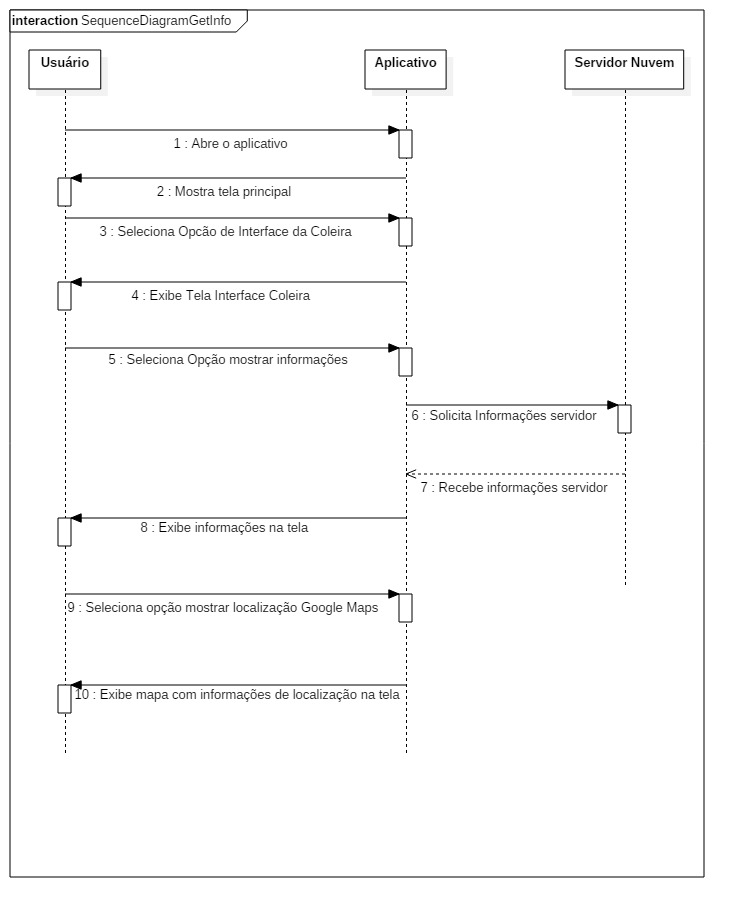 interaction SequenceDiagramGetInfo
Usuário
Aplicativo
Servidor Nuvem
1 : Abre o aplicativo
2 : Mostra tela principal
3 : Seleciona Opcão de Interface da Coleira
4 : Exibe Tela Interface Coleira
5 : Seleciona Opção mostrar informações
6 : Solicita Informações servidor
7 : Recebe informações servidor
8 : Exibe informações na tela
9 : Seleciona opção mostrar localização Google Maps
10 : Exibe mapa com informações de localização na tela